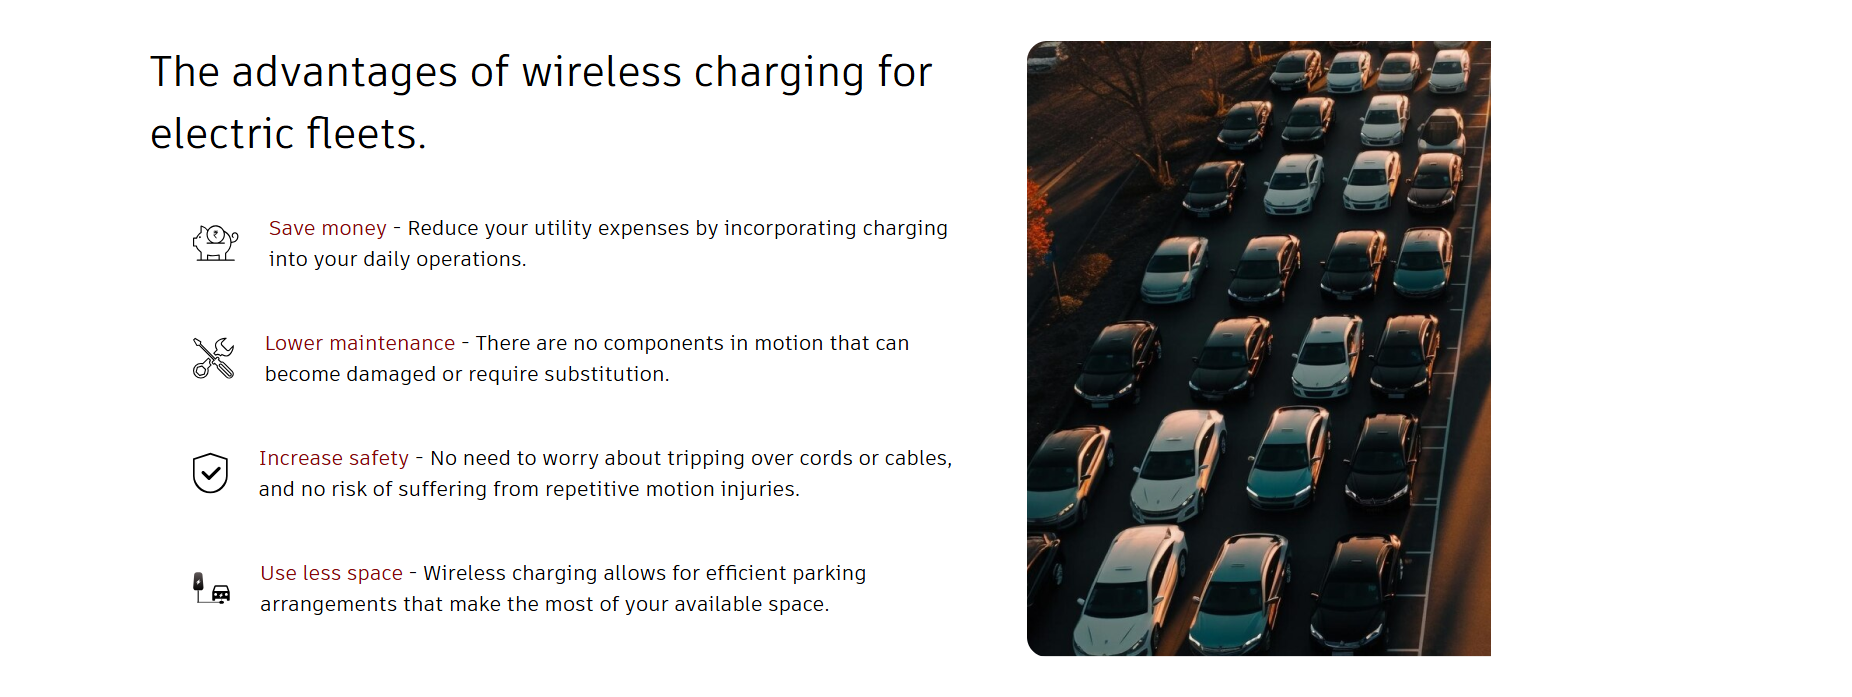 The advantages of wireless charging for
electric fleets.
Save money - Reduce your utility expenses by incorporating charging
into your daily operations.
Lower maintenance - There are no components in motion that can
become damaged or require substitution.
Increase safety - No need to worry about tripping over cords or cables,
and no risk of suffering from repetitive motion injuries.
Use less space - Wireless charging allows for efficient parking
arrangements that make the most of your available space.